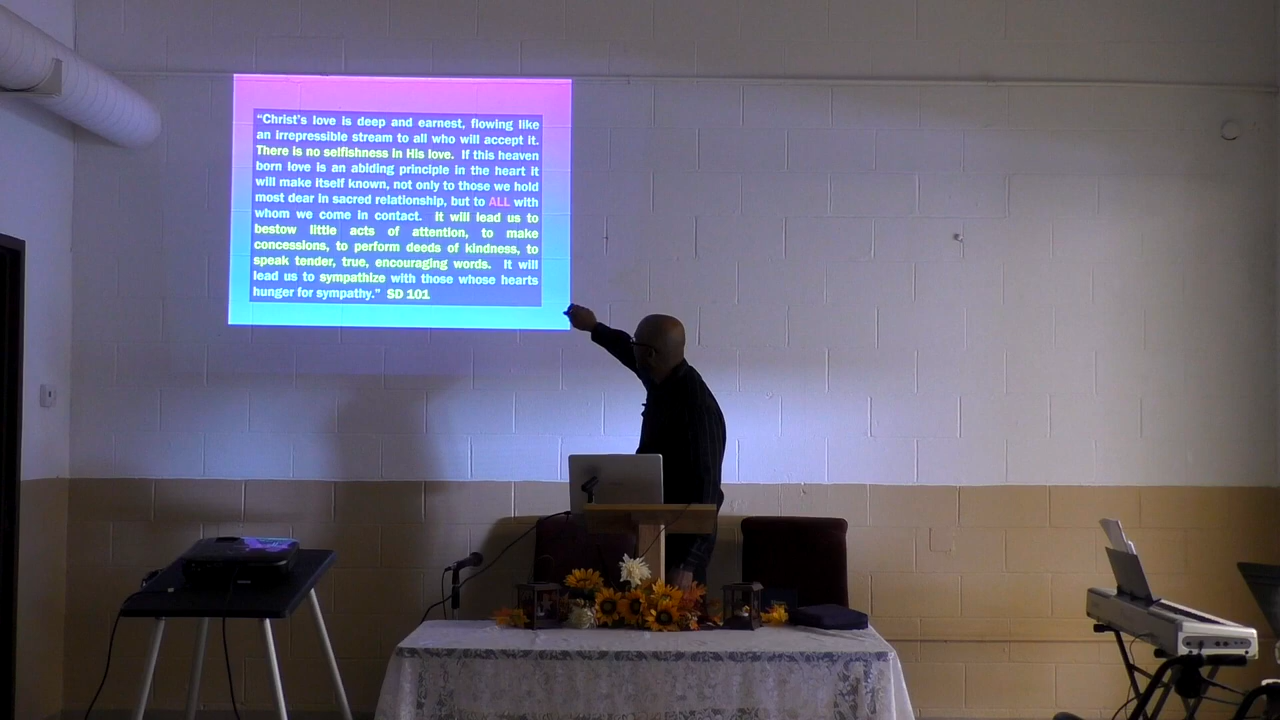 "Christ's love is deep and earnest, flowing like
an irrepressible stream to all who will accept it.
There is no selfishness in His love. If this heaven
born love is an abiding principle in the heart it
will make itself known, not only to those we hold
most dear in sacred relationship, but to ALL with
whom we come in contact. It will lead us to
bestow little acts of attention, to make
concessions, to perform deeds of kindness, to
speak tender, true, encouraging words. It will
lead us to sympathize with those whose hearts
hunger for sympathy." SD 101